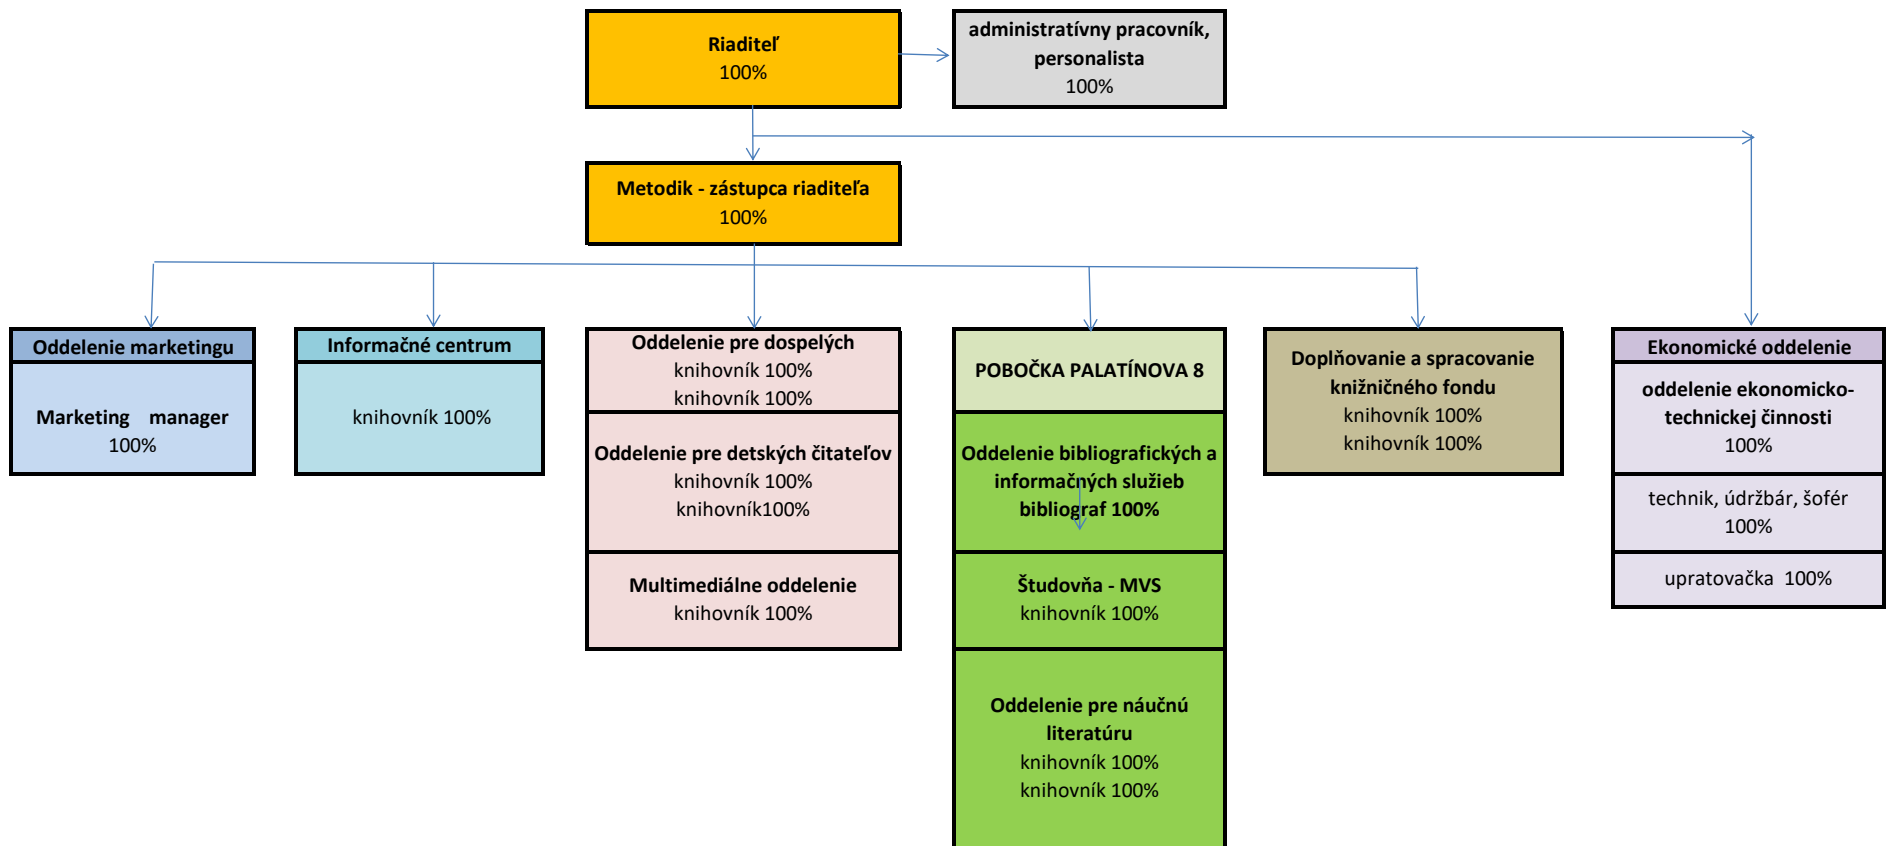 Riaditeľ
100%
administratívny pracovník,
personalista
100%
Metodik - zástupca riaditeľa
100%
Oddelenie marketingu
Marketing manager
100%
Informačné centrum
knihovník 100%
Oddelenie pre dospelých
knihovník 100%
knihovník 100%
Oddelenie pre detských čitateľov
knihovník 100%
knihovník100%
Multimediálne oddelenie
knihovník 100%
POBOČKA PALATÍNOVA 8
Oddelenie bibliografických a
informačných služieb
bibliograf 100%
Študovňa - MVS
knihovník 100%
Oddelenie pre náučnú
literatúru
knihovník 100%
knihovník 100%
Doplňovanie a spracovanie
knižničného fondu
knihovník 100%
knihovník 100%
Ekonomické oddelenie
oddelenie ekonomicko-
technickej činnosti
100%
technik, údržbár, šofér
100%
upratovačka 100%